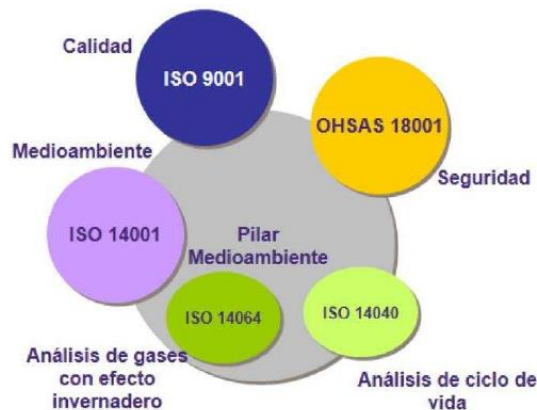 Calidad
ISO 9001
OHSAS 18001
Seguridad
Medioambiente
ISO 14001
Pilar
Medioambiente
ISO 14064
ISO 14040
Análisis de gases
con efecto
invernadero
Análisis de ciclo de
vida